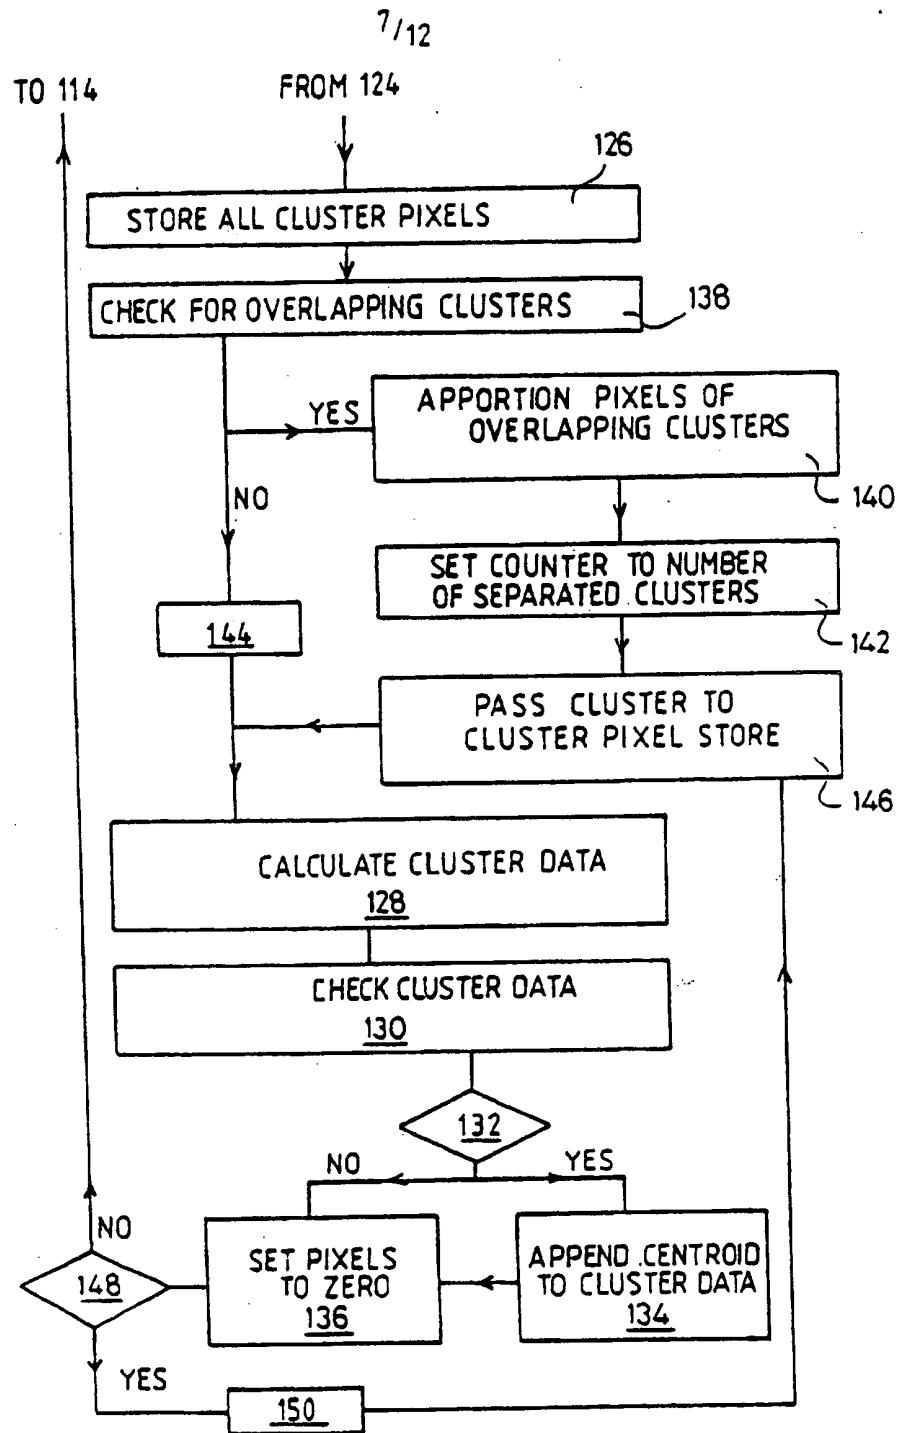 7/12
TO 114
FROM 124
126
STORE ALL CLUSTER PIXELS
CHECK FOR OVERLAPPING CLUSTERS
138
YES
APPORTION PIXELS OF
OVERLAPPING CLUSTERS
140
NO
SET COUNTER TO NUMBER
OF SEPARATED CLUSTERS
142
144
PASS CLUSTER TO
CLUSTER PIXEL STORE
146
CALCULATE CLUSTER DATA
128
CHECK CLUSTER DATA
130
132
NO
YES
NO
SET PIXELS
TO ZERO
136
APPEND CENTROID
TO CLUSTER DATA
134
148
YES
150